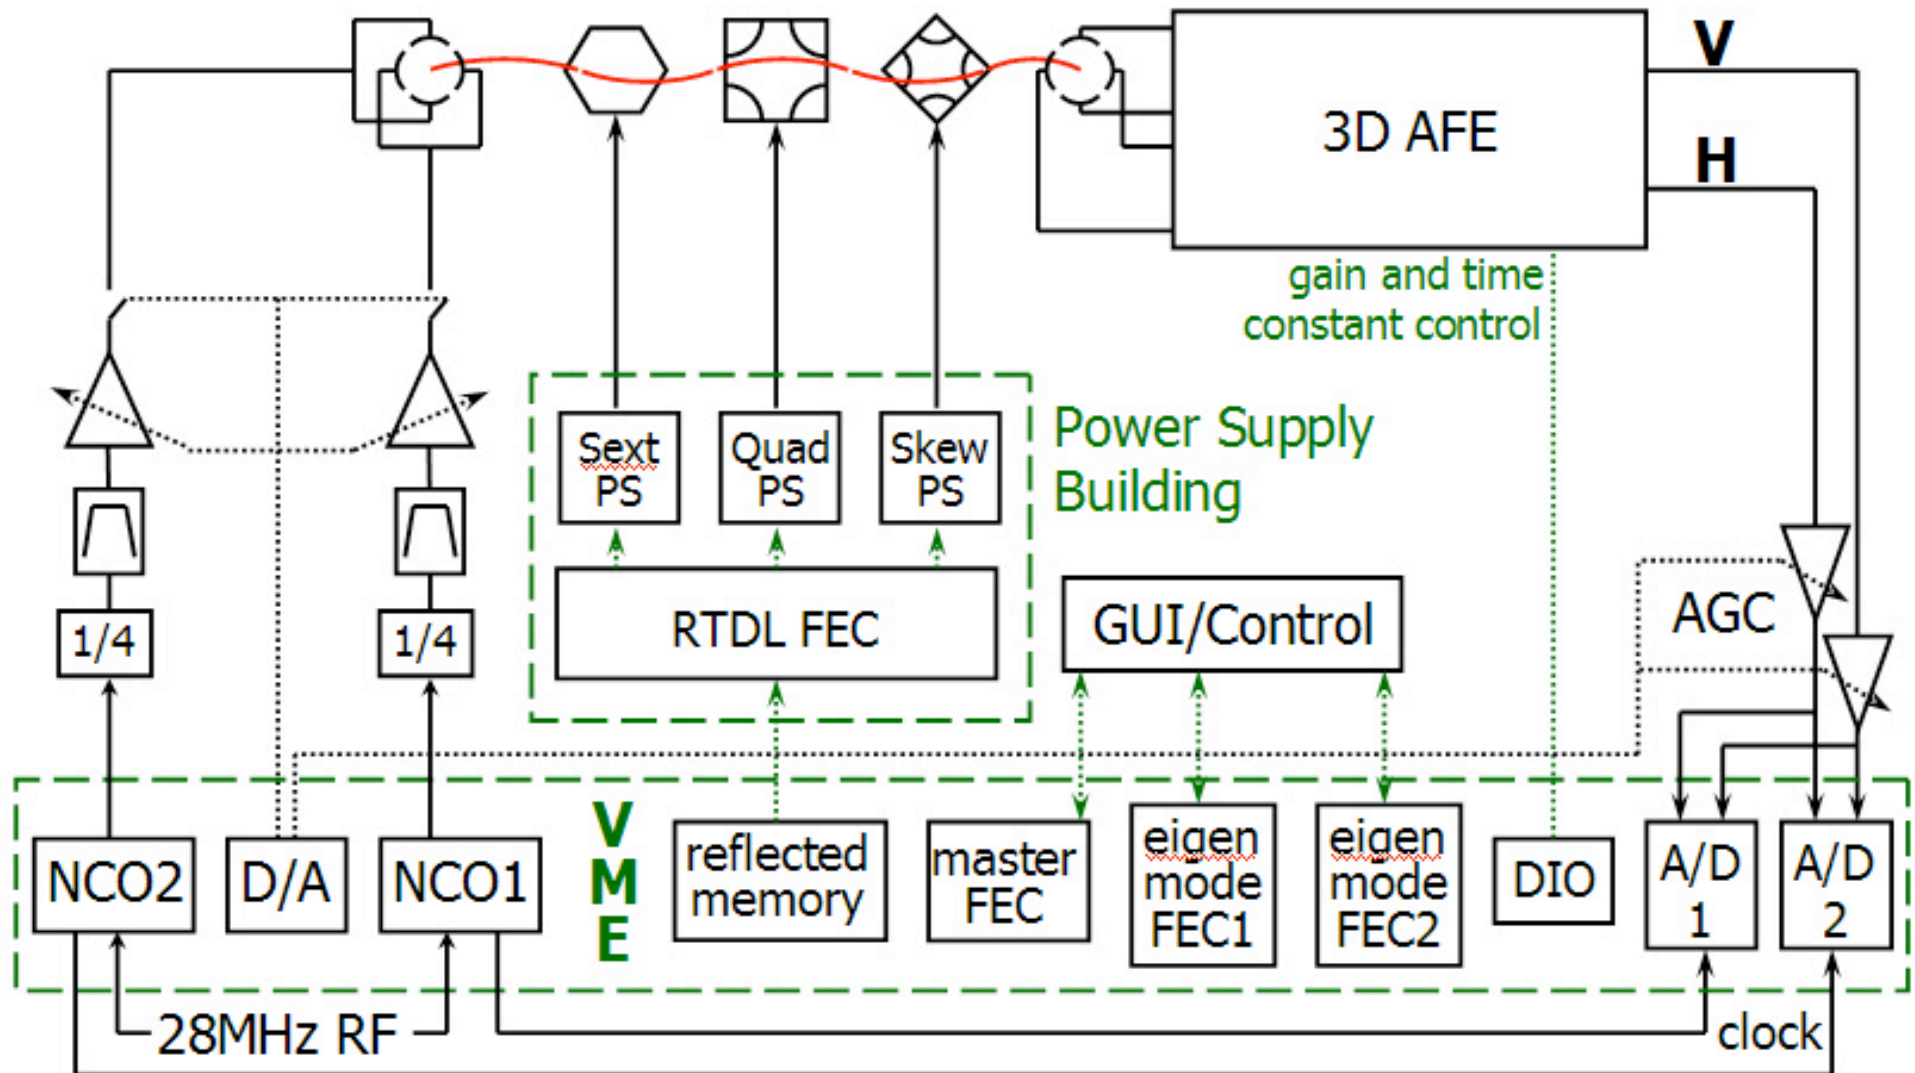 V
3D AFE
H
gain and time
constant control
Sext
PS
Quad
PS
Skew
PS
Power Supply
Building
RTDL FEC
GUI/Control
AGC
1/4
1/4
NCO2
D/A
NCO1
V
M
E
reflected
memory
master
FEC
eigen
mode
FEC1
eigen
mode
FEC2
DIO
A/D
1
A/D
2
28MHz RF
clock